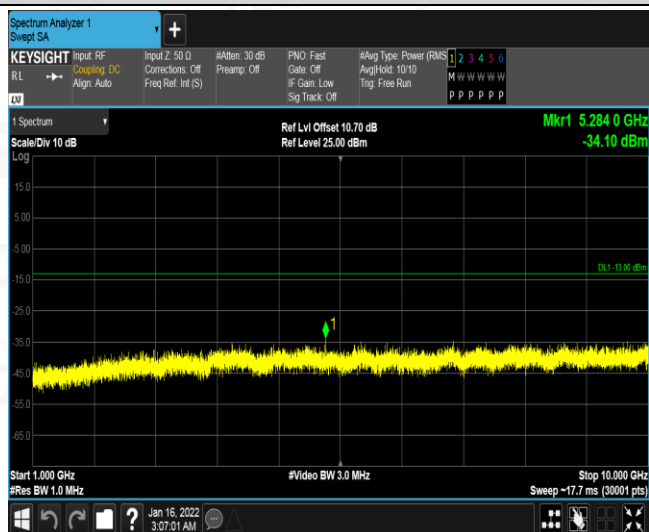 Spectrum Analyzer 1
Swept SA
+
KEYSIGHT
RL
LXI
Input: RF
Coupling: DC
Align: Auto
Input Z: 50 Ω
Corrections: Off
Freq Ref: Int (S)
#Atten: 30 dB
Preamp: Off
PNO: Fast
Gate: Off
IF Gain: Low
Sig Track: Off
#Avg Type: Power (RMS
Avg|Hold: 10/10
Trig: Free Run
1 2 3 4 5 6
M W W W W W
P P P P P P
1 Spectrum
Scale/Div 10 dB
Ref Lvl Offset 10.70 dB
Ref Level 25.00 dBm
Mkr1 5.284 0 GHz
-34.10 dBm
Log
15.0
5.00
-5.00
-15.0
-25.0
-35.0
-45.0
-55.0
-65.0
DL1 -13.00 dBm
1
Start 1.000 GHz
#Res BW 1.0 MHz
#Video BW 3.0 MHz
Stop 10.000 GHz
Sweep ~17.7 ms (30001 pts)
?
Jan 16, 2022
3:07:01 AM